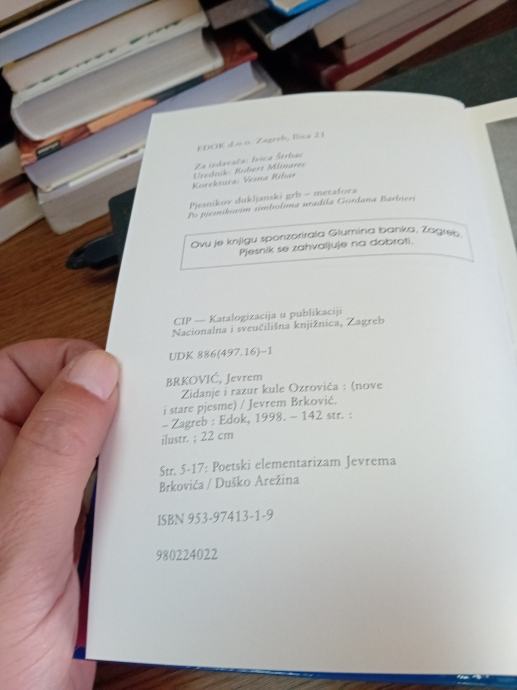 EDOK d.o.o. Zagreb, Ilica 21
Za izdavača: Ivica Štrbac
Urednik: Robert Mlinarec
Korektura: Vesna Ribar
Pjesnikov dukljanski grb – metafora
Po pjesnikovim simbolima uradila Gordana Barbieri
Ovu je knjigu sponzorirala Glumina banka, Zagreb.
Pjesnik se zahvaljuje na dobroti.
CIP — Katalogizacija u publikaciji
Nacionalna i sveučilišna knjižnica, Zagreb
UDK 886(497.16)–1
BRKOVIĆ, Jevrem
Zidanje i razur kule Ozrovića : (nove
i stare pjesme) / Jevrem Brković.
– Zagreb : Edok, 1998. – 142 str. :
ilustr. ; 22 cm
Str. 5-17: Poetski elementarizam Jevrema
Brkovića / Duško Arežina
ISBN 953-97413-1-9
980224022